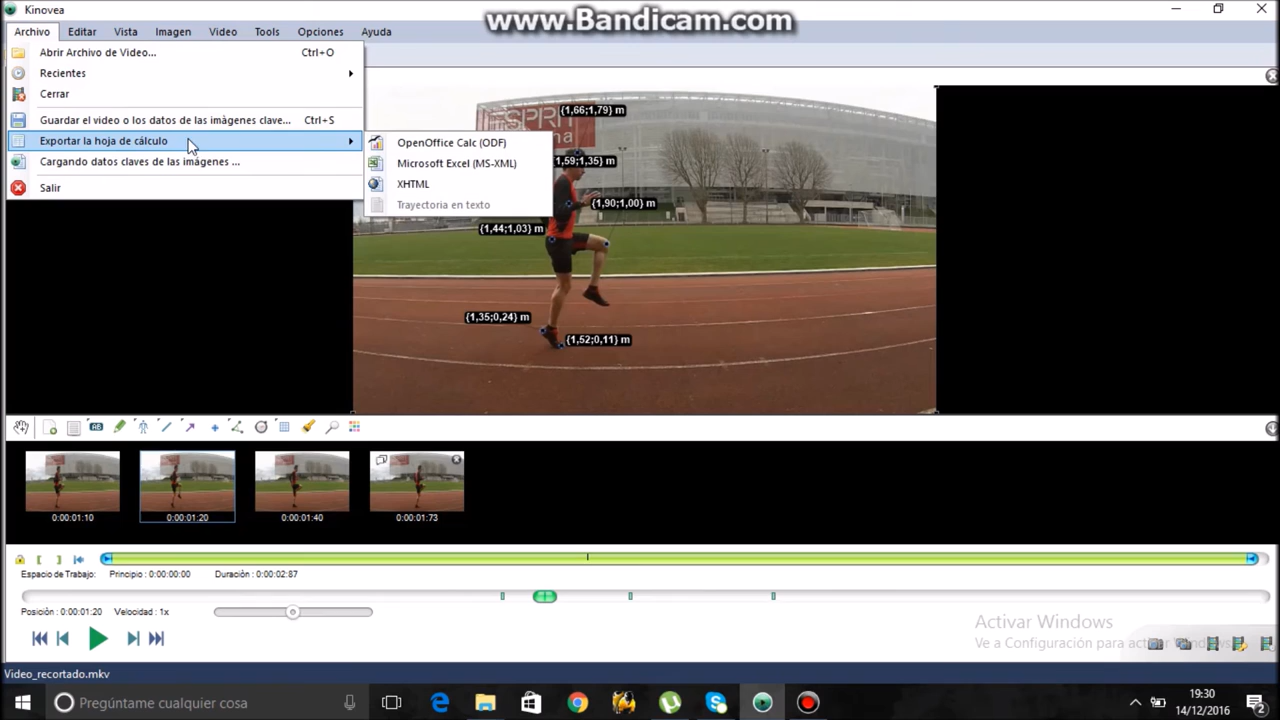 Kinovea
www.Bandicam.com
Archivo Editar Vista Imagen Video Tools Opciones Ayuda
Abrir Archivo de Video... Ctrl+O
Recientes
Cerrar
Guardar el video o los datos de las imàgenes clave... Ctrl+S
Exportar la hoja de cálculo
Cargando datos claves de las imágenes ...
Salir
OpenOffice Calc (ODF)
Microsoft Excel (MS-XML)
XHTML
Trayectoria en texto
{1,66;1,79} m
{1,59;1,35} m
{1,90;1,00} m
{1,44;1,03} m
{1,35;0,24} m
{1,52;0,11} m
0:00:01:10 0:00:01:20 0:00:01:40 0:00:01:73
Espacio de Trabajo: Principio : 0:00:00:00 Duraciòn : 0:00:02:87
Posiciòn : 0:00:01:20 Velocidad : 1x
Activar Windows
Ve a Configuración para
Video_recortado.mkv
Pregúntame cualquier cosa
19:30
14/12/2016
2